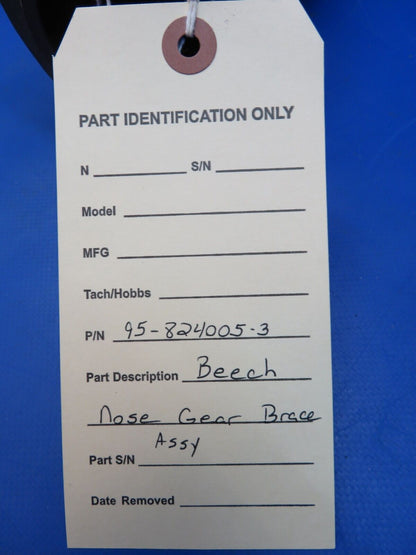 PART IDENTIFICATION ONLY
N S/N
Model
MFG
Tach/Hobbs
P/N 95-824005-3
Part Description Beech
Nose Gear Brace
Assy
Part S/N
Date Removed